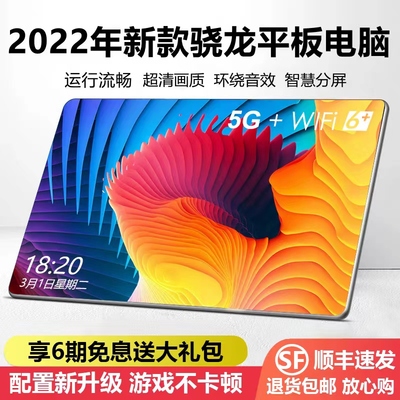 2022年新款骁龙平板电脑
运行流畅 超清画质 环绕音效 智慧分屏
5G + WiFi 6+
18:20
3月1日星期二
享6期免息送大礼包
配置新升级 游戏不卡顿
SF 顺丰速发
退货包邮 放心购